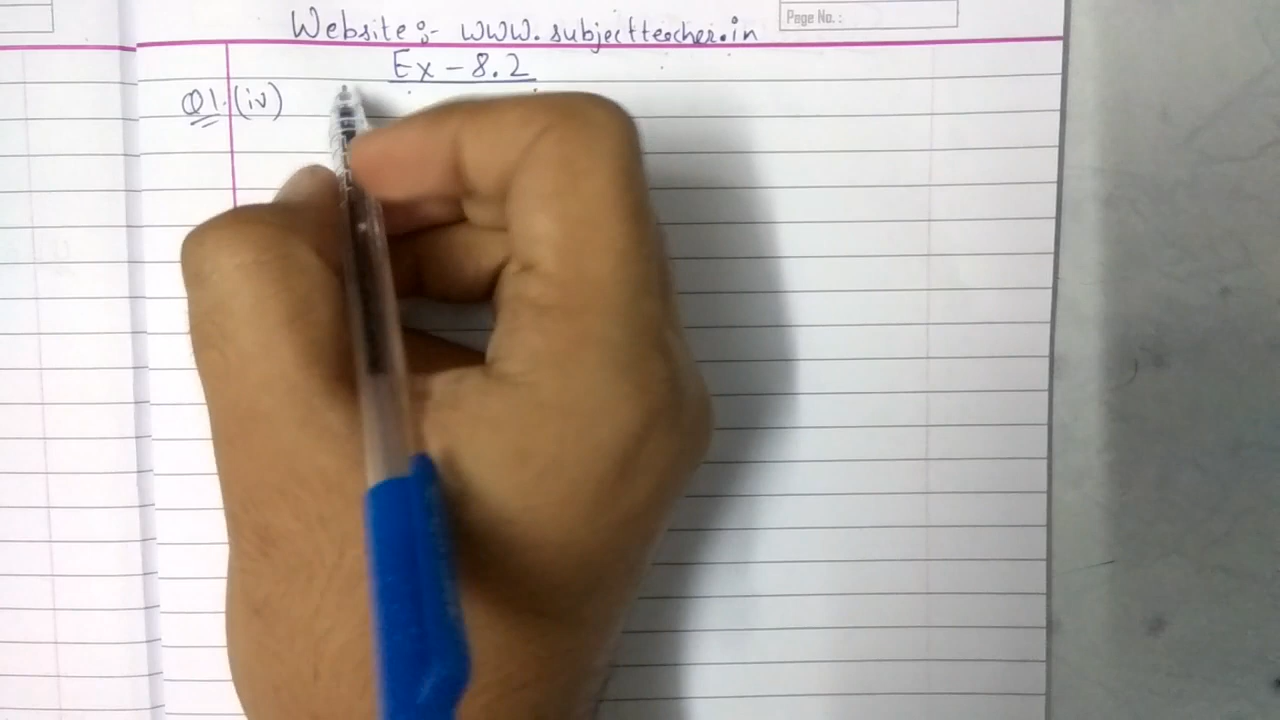 Page No. :
Website :- www.subjectteacher.in
Ex - 8.2
Q1. (iv)